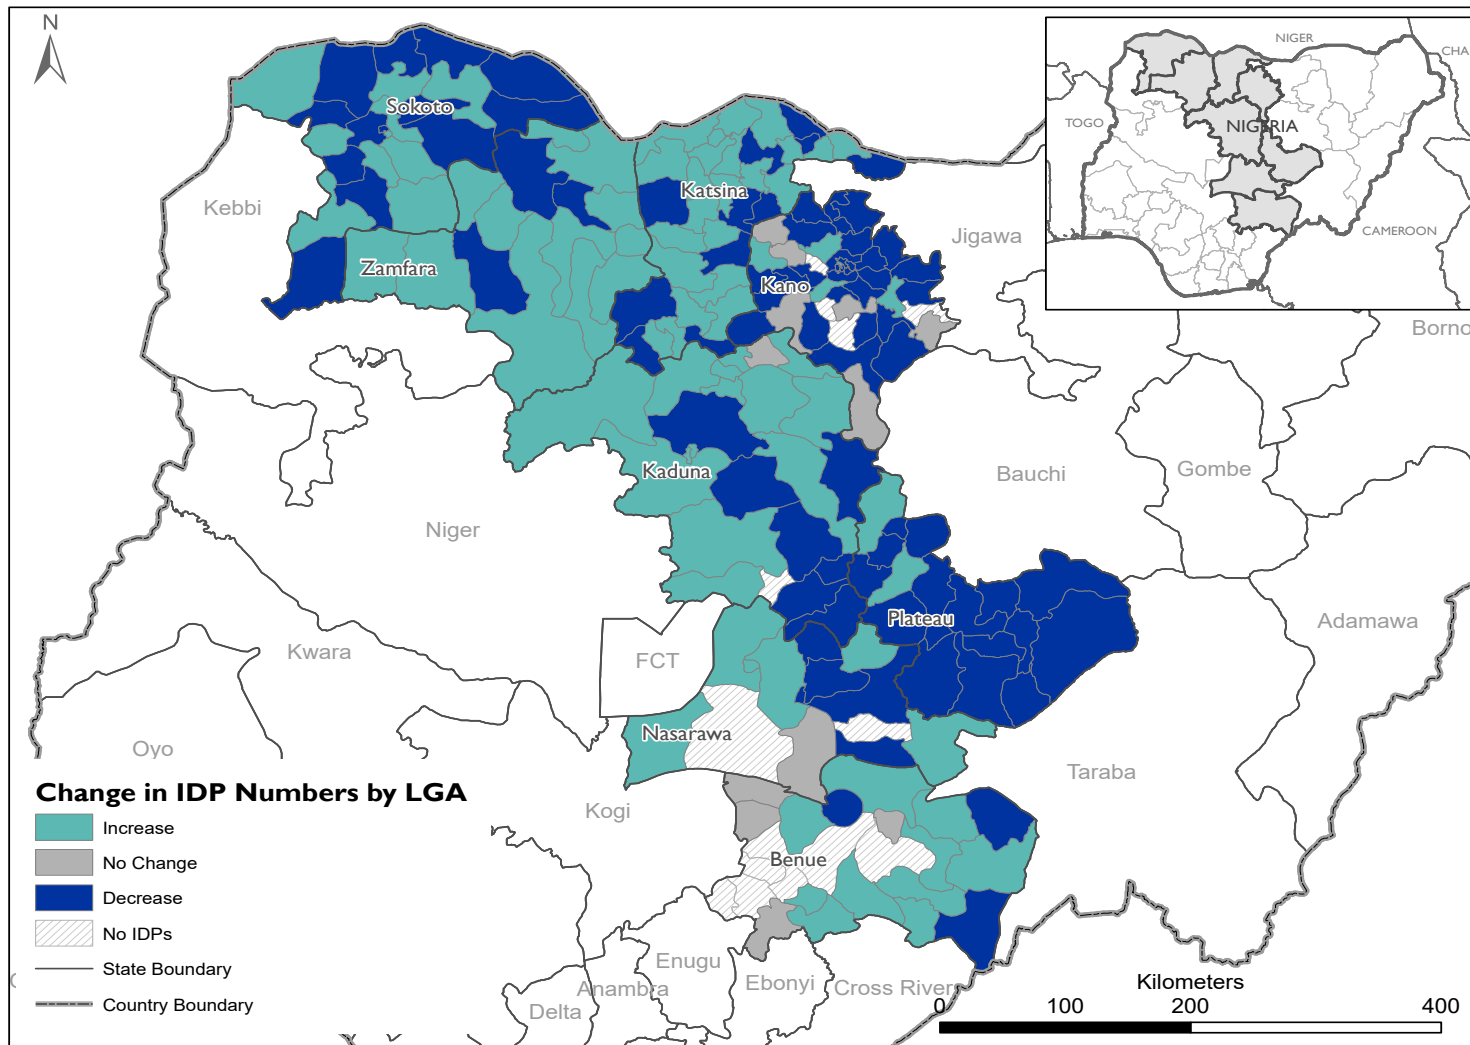 N
NIGER
CHA
TOGO
NIGERIA
CAMEROON
Sokoto
Katsina
Kebbi
Jigawa
Zamfara
Kano
Borno
Kaduna
Bauchi
Gombe
Niger
Plateau
Adamawa
Kwara
FCT
Nasarawa
Oyo
Taraba
Change in IDP Numbers by LGA
Increase
No Change
Decrease
No IDPs
State Boundary
Country Boundary
Kogi
Benue
Enugu
Anambra
Ebonyi
Cross River
Delta
Kilometers
0 100 200 400